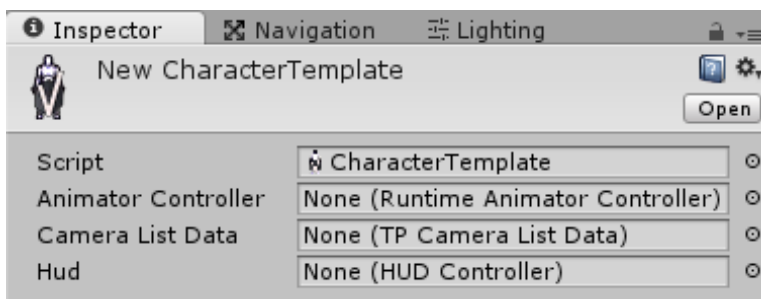 Inspector Navigation Lighting
New CharacterTemplate
Open
Script CharacterTemplate
Animator Controller None (Runtime Animator Controller)
Camera List Data None (TP Camera List Data)
Hud None (HUD Controller)